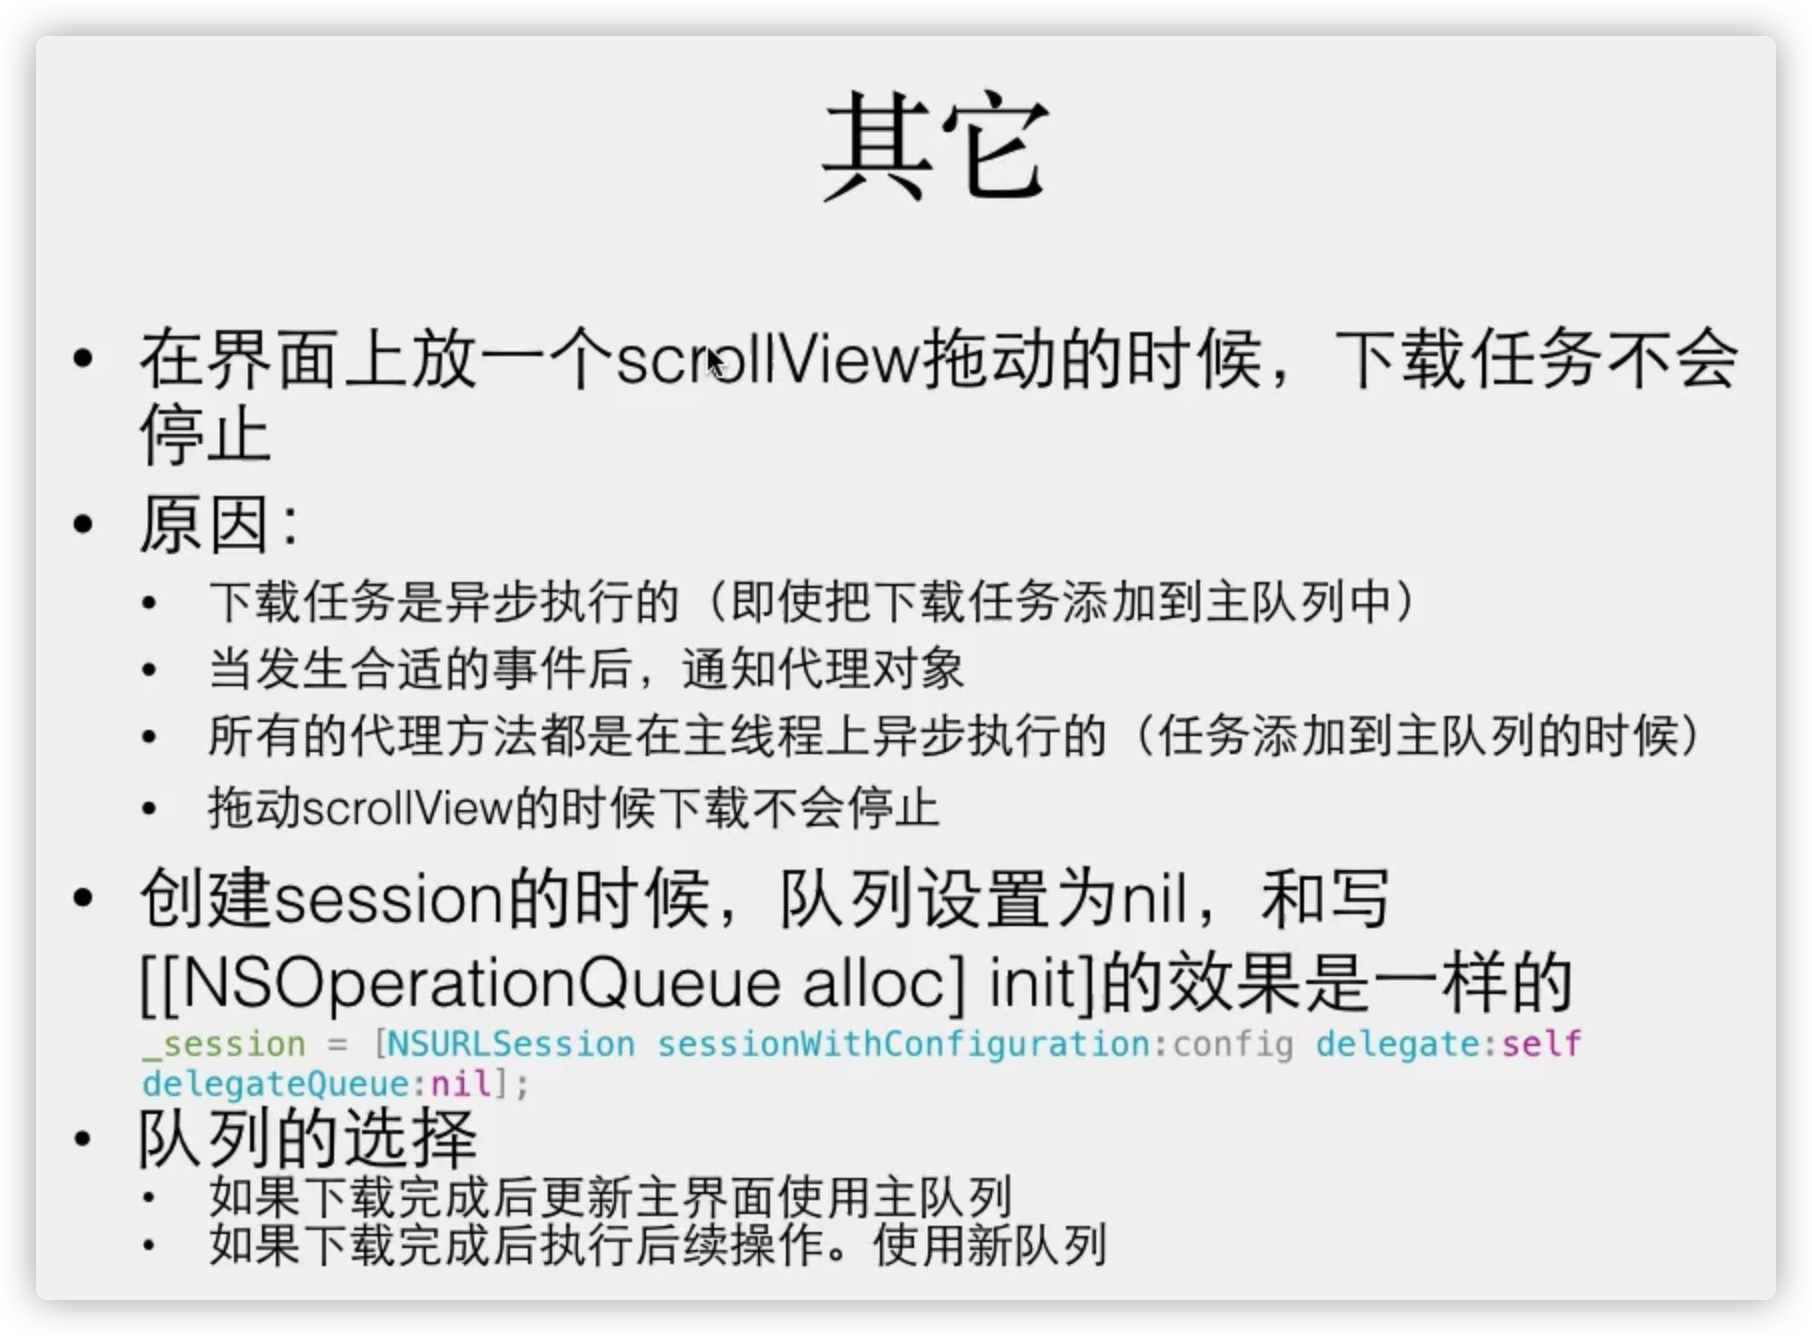 其它
• 在界面上放一个scrollView拖动的时候，下载任务不会
停止
• 原因：
• 下载任务是异步执行的（即使把下载任务添加到主队列中）
• 当发生合适的事件后，通知代理对象
• 所有的代理方法都是在主线程上异步执行的（任务添加到主队列的时候）
• 拖动scrollView的时候下载不会停止
• 创建session的时候，队列设置为nil，和写
[[NSOperationQueue alloc] init]的效果是一样的
_session = [NSURLSession sessionWithConfiguration:config delegate:self
delegateQueue:nil];
• 队列的选择
• 如果下载完成后更新主界面使用主队列
• 如果下载完成后执行后续操作。使用新队列